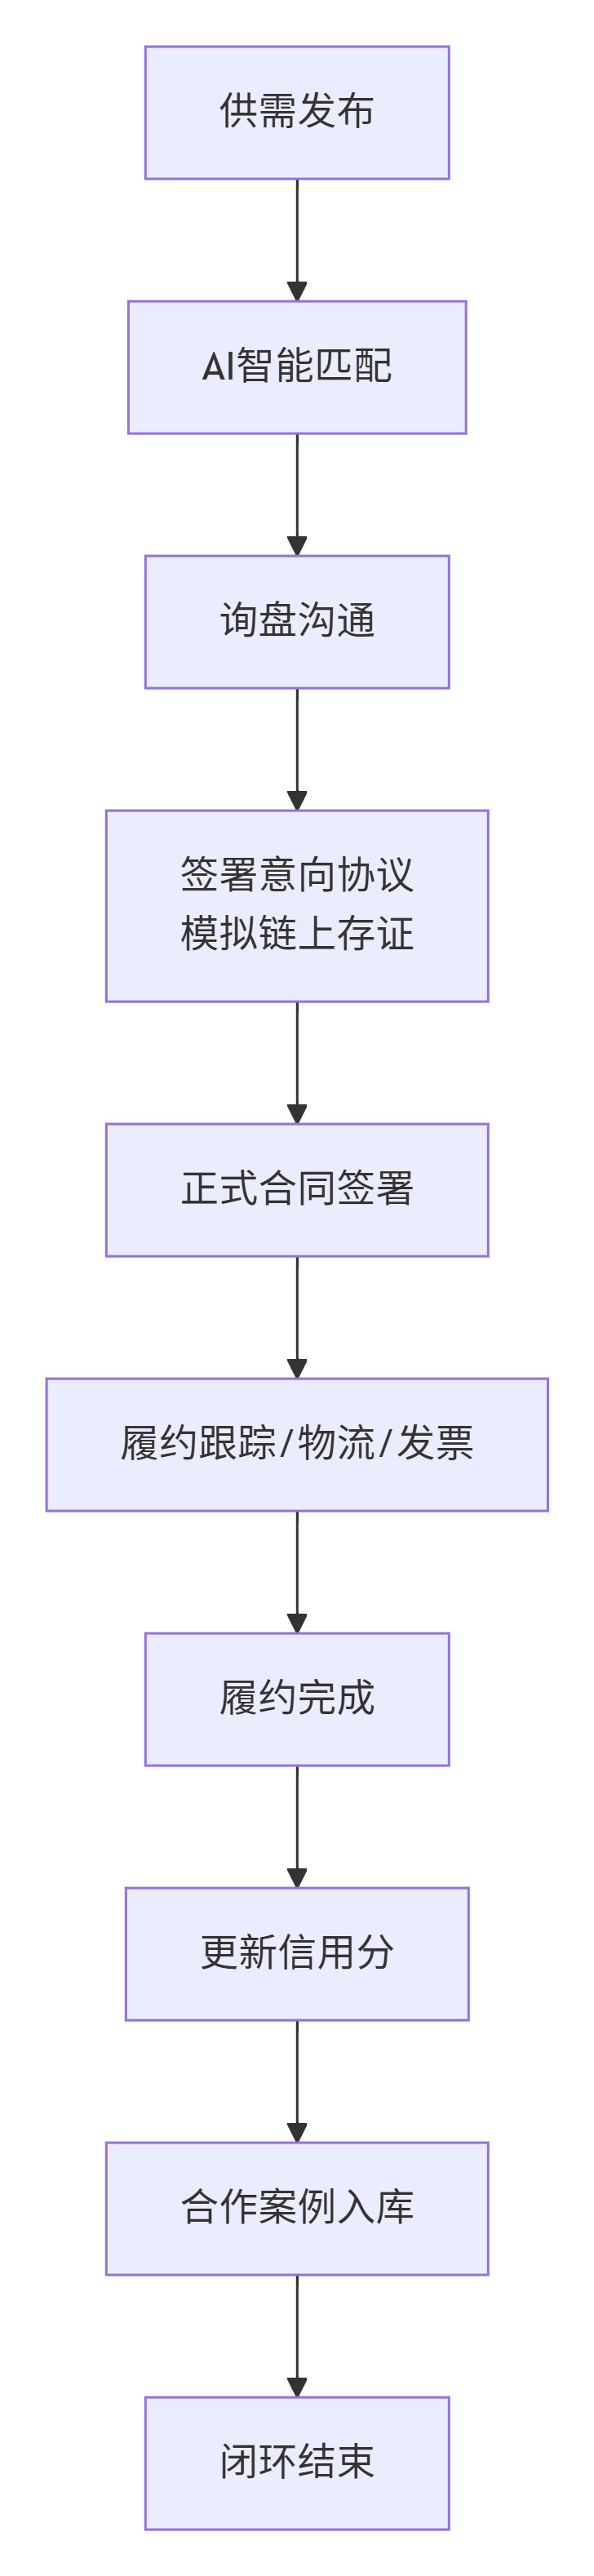 供需发布
AI智能匹配
询盘沟通
签署意向协议
模拟链上存证
正式合同签署
履约跟踪/物流/发票
履约完成
更新信用分
合作案例入库
闭环结束